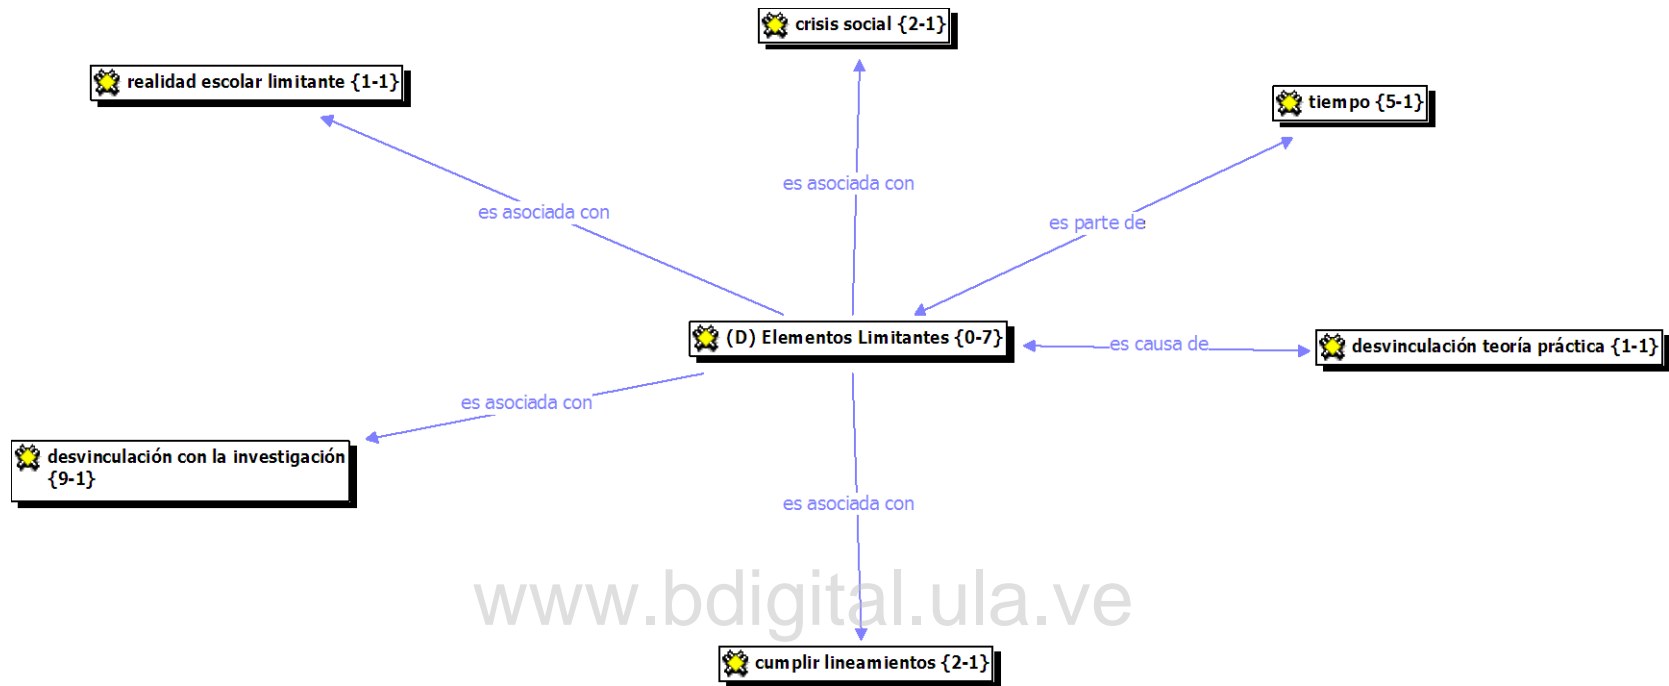 crisis social {2-1}
realidad escolar limitante {1-1}
tiempo {5-1}
es asociada con
es asociada con
es parte de
(D) Elementos Limitantes {0-7}
es causa de
desvinculación teoría práctica {1-1}
es asociada con
desvinculación con la investigación
{9-1}
es asociada con
www.bdigital.ula.ve
cumplir lineamientos {2-1}